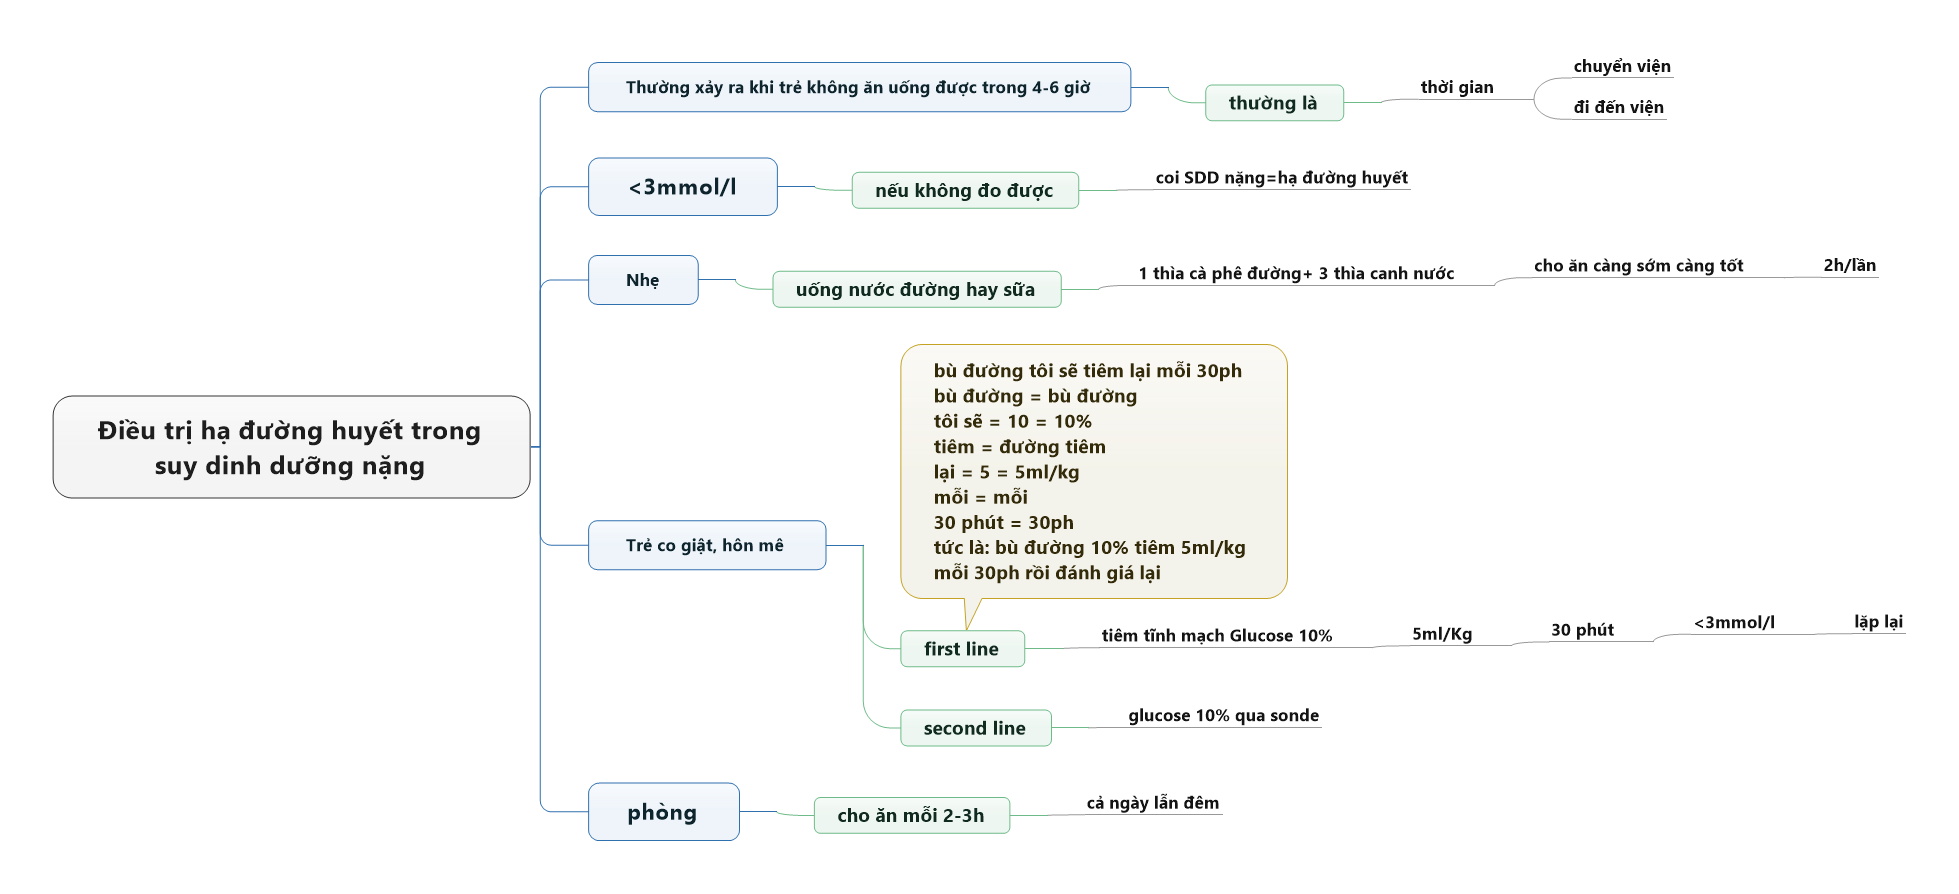 Điều trị hạ đường huyết trong
suy dinh dưỡng nặng
Thường xảy ra khi trẻ không ăn uống được trong 4-6 giờ
thường là
thời gian
chuyển viện
đi đến viện
<3mmol/l
nếu không đo được
coi SDD nặng=hạ đường huyết
Nhẹ
uống nước đường hay sữa
1 thìa cà phê đường+ 3 thìa canh nước
cho ăn càng sớm càng tốt
2h/lần
Trẻ co giật, hôn mê
bù đường tôi sẽ tiêm lại mỗi 30ph
bù đường = bù đường
tôi sẽ = 10 = 10%
tiêm = đường tiêm
lại = 5 = 5ml/kg
mỗi = mỗi
30 phút = 30ph
tức là: bù đường 10% tiêm 5ml/kg
mỗi 30ph rồi đánh giá lại
first line
tiêm tĩnh mạch Glucose 10%
5ml/Kg
30 phút
<3mmol/l
lặp lại
second line
glucose 10% qua sonde
phòng
cho ăn mỗi 2-3h
cả ngày lẫn đêm